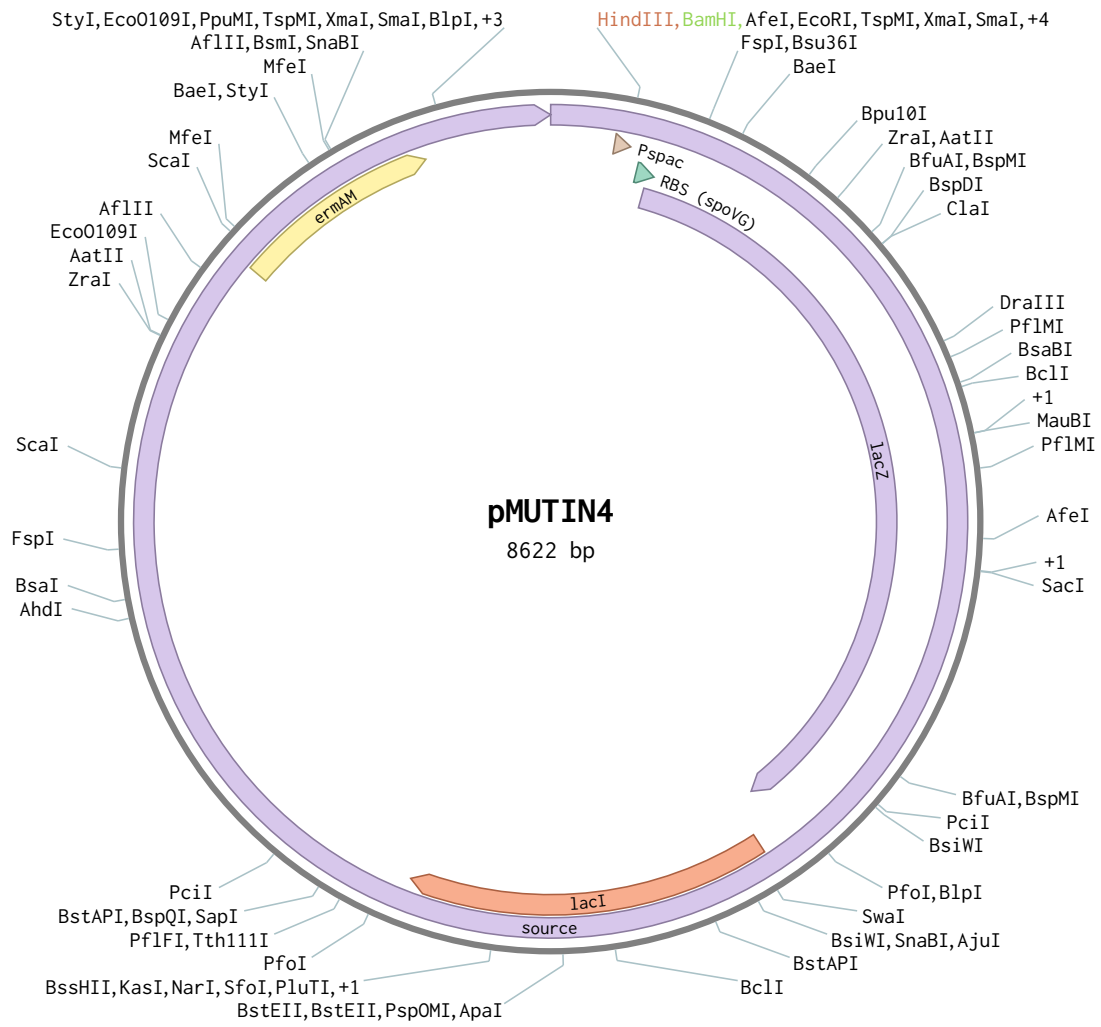 StyI,EcoO109I,PpuMI,TspMI,XmaI,SmaI,BlpI,+3
HindIII,BamHI,AfeI,EcoRI,TspMI,XmaI,SmaI,+4
AflII,BsmI,SnaBI
FspI,Bsu36I
MfeI
BaeI
BaeI,StyI
Bpu10I
MfeI
ZraI,AatII
ScaI
BfuAI,BspMI
BspDI
AflII
ClaI
EcoO109I
AatII
ZraI
Pspac
RBS (spoVG)
ermAM
DraIII
PflMI
BsaBI
BclI
+1
MauBI
PflMI
ScaI
lacZ
pMUTIN4
8622 bp
AfeI
FspI
+1
BsaI
SacI
AhdI
BfuAI,BspMI
PciI
BsiWI
PciI
PfoI,BlpI
BstAPI,BspQI,SapI
lacI
SwaI
PflFI,Tth111I
source
BsiWI,SnaBI,AjuI
PfoI
BstAPI
BssHII,KasI,NarI,SfoI,PluTI,+1
BclI
BstEII,BstEII,PspOMI,ApaI